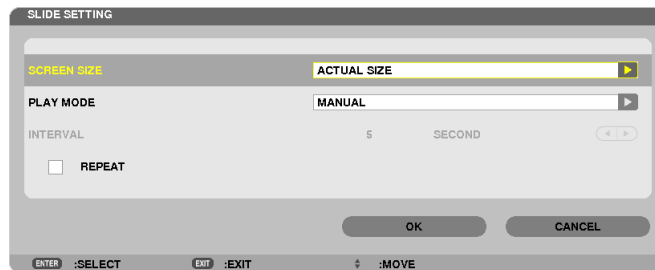 SLIDE SETTING
SCREEN SIZE ACTUAL SIZE
PLAY MODE MANUAL
INTERVAL 5 SECOND
REPEAT
OK CANCEL
ENTER :SELECT EXIT :EXIT :MOVE